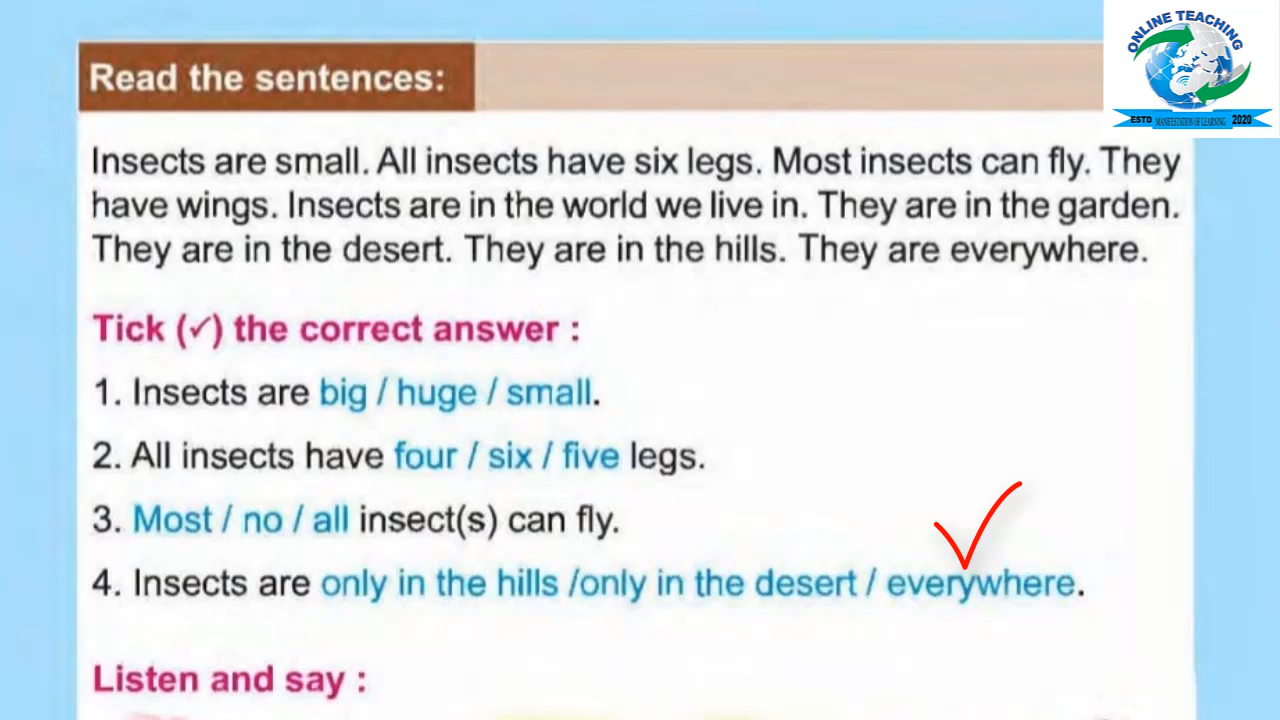 ONLINE TEACHING
ESTD MANIFESTATION OF LEARNING 2020
Read the sentences:
Insects are small. All insects have six legs. Most insects can fly. They
have wings. Insects are in the world we live in. They are in the garden.
They are in the desert. They are in the hills. They are everywhere.
Tick (✓) the correct answer :
1. Insects are big / huge / small.
2. All insects have four / six / five legs.
3. Most / no / all insect(s) can fly.
4. Insects are only in the hills /only in the desert / everywhere.
Listen and say :